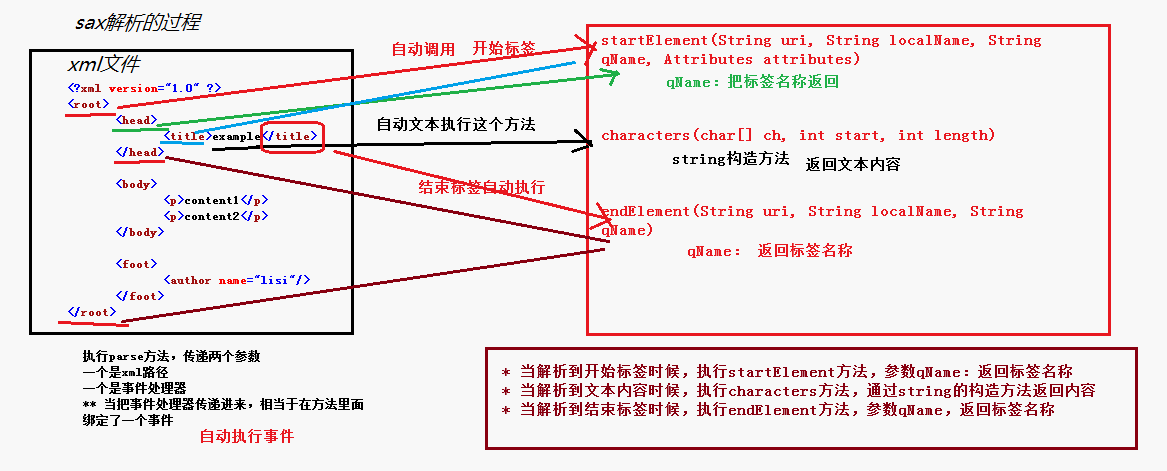 sax解析的过程
xml文件
<?xml version="1.0" ?>
<root>
<head>
<title>example</title>
</head>
<body>
<p>content1</p>
<p>content2</p>
</body>
<foot>
<author name="lisi"/>
</foot>
</root>
自动调用 开始标签
自动文本执行这个方法
结束标签自动执行
startElement(String uri, String localName, String
qName, Attributes attributes)
qName：把标签名称返回
characters(char[] ch, int start, int length)
string构造方法 返回文本内容
endElement(String uri, String localName, String
qName)
qName： 返回标签名称
执行parse方法，传递两个参数
一个是xml路径
一个是事件处理器
** 当把事件处理器传递进来，相当于在方法里面
绑定了一个事件
自动执行事件
* 当解析到开始标签时候，执行startElement方法，参数qName：返回标签名称
* 当解析到文本内容时候，执行characters方法，通过string的构造方法返回内容
* 当解析到结束标签时候，执行endElement方法，参数qName，返回标签名称